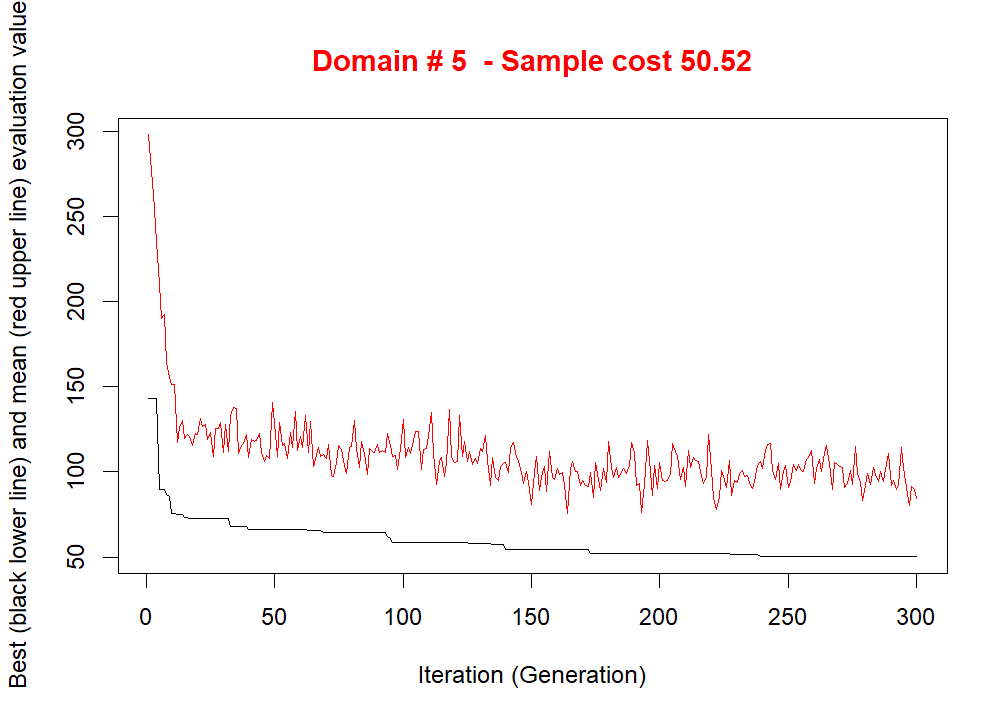 Domain # 5  - Sample cost 50.52
Best (black lower line) and mean (red upper line) evaluation value
300
250
200
150
100
50
0 50 100 150 200 250 300
Iteration (Generation)